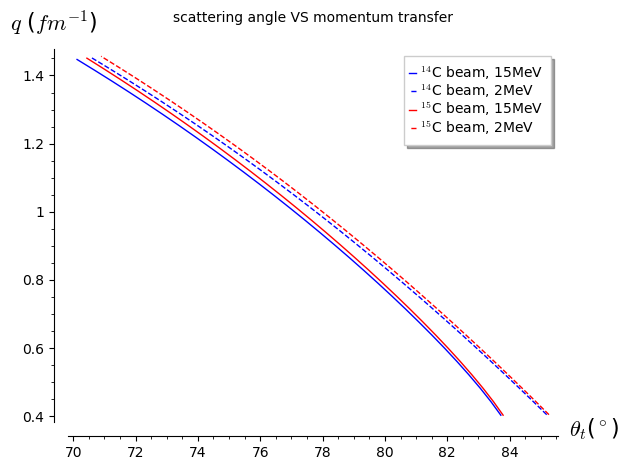 scattering angle VS momentum transfer
q (fm⁻¹)
¹⁴C beam, 15MeV
¹⁴C beam, 2MeV
¹⁵C beam, 15MeV
¹⁵C beam, 2MeV
1.4
1.2
1
0.8
0.6
0.4
θₜ(°)
70 72 74 76 78 80 82 84